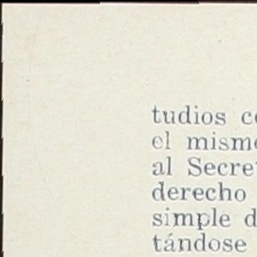 tudios c
el mism
al Secre
derecho
simple d
tándose